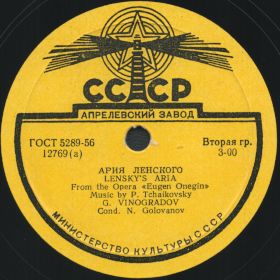 СССР
АПРЕЛЕВСКИЙ ЗАВОД
ГОСТ 5289-56
12769(а)
Вторая гр.
3-00
АРИЯ ЛЕНСКОГО
LENSKY'S ARIA
From the Opera «Eugen Onegin»
Music by P. Tchaikovsky
G. VINOGRADOV
Cond. N. Golovanov
МИНИСТЕРСТВО КУЛЬТУРЫ СССР